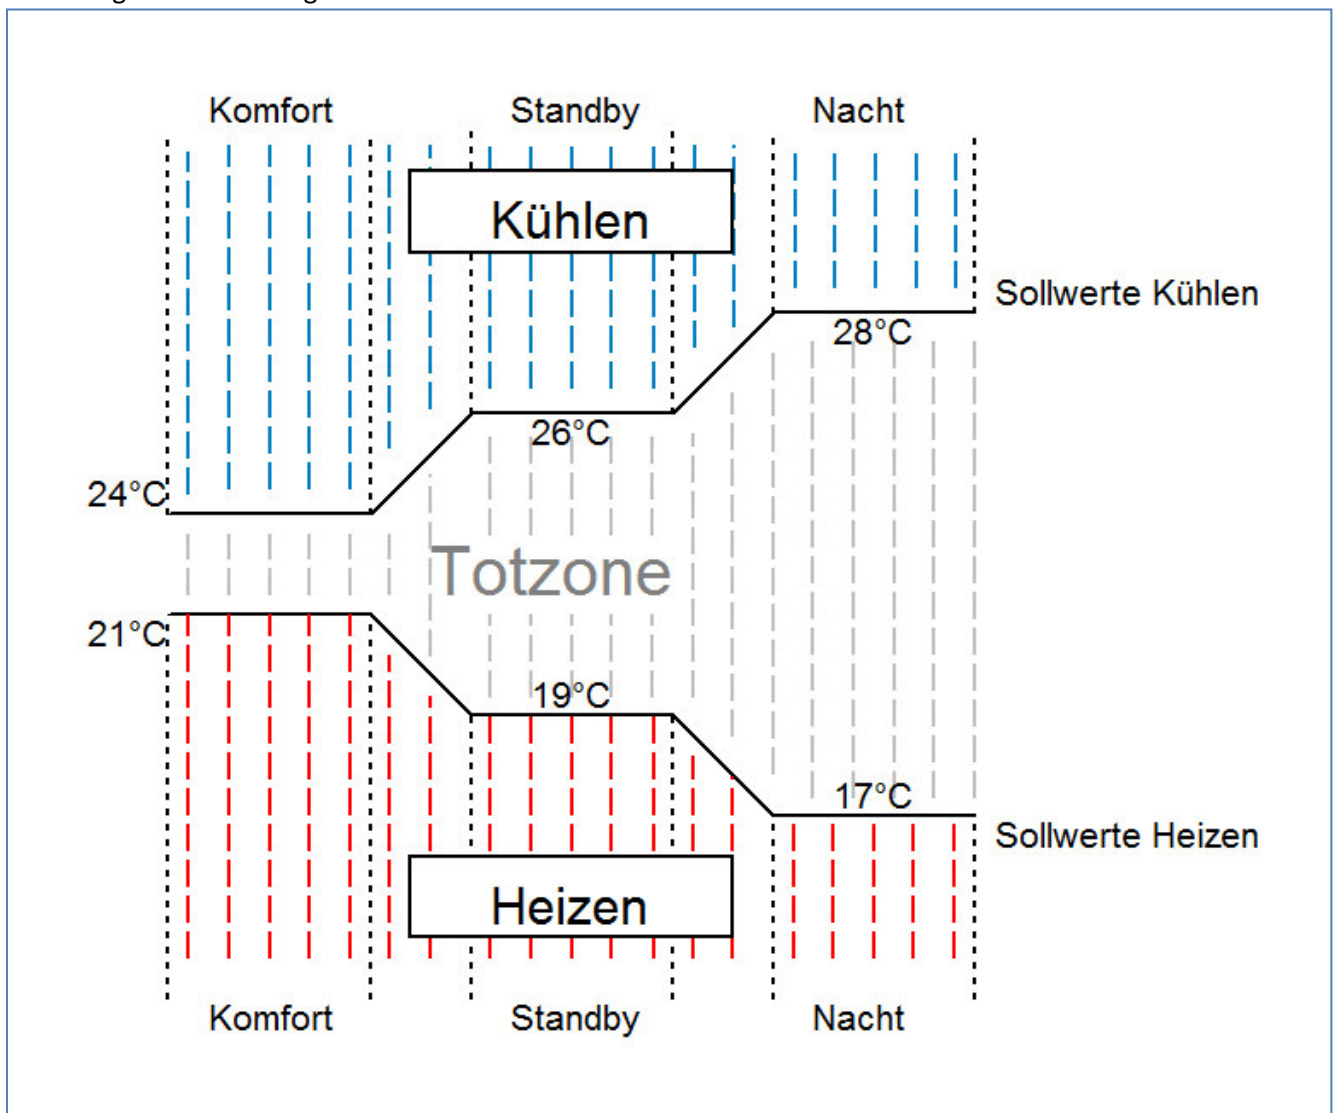 Komfort Standby Nacht
Kühlen
Sollwerte Kühlen
28°C
26°C
24°C
Totzone
21°C
19°C
17°C
Sollwerte Heizen
Heizen
Komfort Standby Nacht